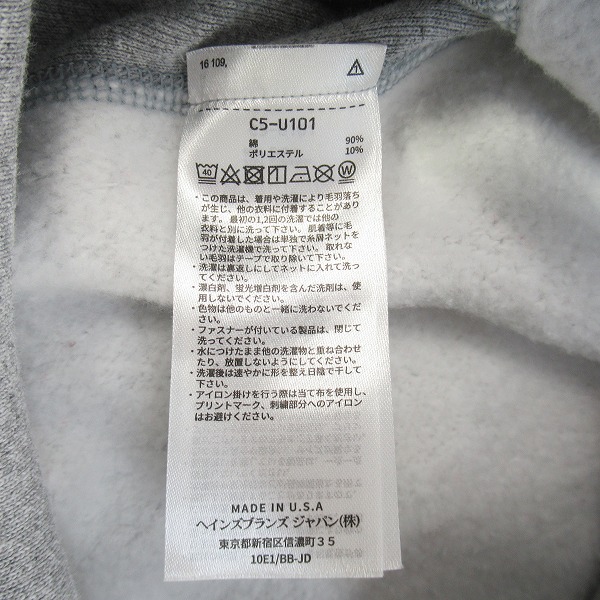 16 109.
C5-U101
綿 90%
ポリエステル 10%
40
・この商品は、着用や洗濯により毛羽落ち
が生じ、他の衣料に付着することがあり
ます。最初の1,2回の洗濯では他の
衣料と別に洗って下さい。 肌着等に毛
羽が付着した場合は単独で糸屑ネットを
つけた洗濯機で洗って下さい。取れな
い毛羽はテープで取り除いて下さい。
・洗濯は裏返しにしてネットに入れて洗っ
てください。
・漂白剤、蛍光増白剤を含んだ洗剤は、使
用しないでください。
・色物は他のものと一緒に洗わないでくだ
さい。
・ファスナーが付いている製品は、閉じて
洗ってください。
・水につけたまま他の洗濯物と重ね合わせ
たり、放置しないようにしてください。
・洗濯後は速やかに形を整え日陰で干して
下さい。
・アイロン掛けを行う際は当て布を使用し、
プリントマーク、刺繍部分へのアイロン
はお避けください。
MADE IN U.S.A
ヘインズブランズ ジャパン(株)
東京都新宿区信濃町35
10E1/BB-JD